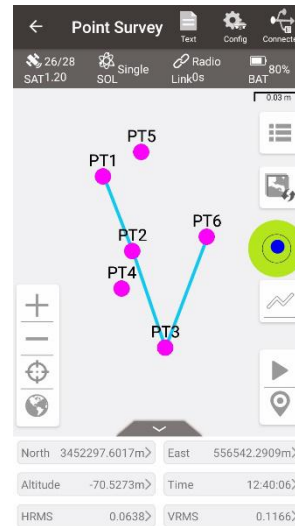 Point Survey
Text Config Connecte
26/28 Single Radio 80%
SAT1.20 SOL Link0s BAT
0.03 m
PT5
PT1
PT6
PT2
PT4
PT3
North 3452297.6017m> East 556542.2909m>
Altitude -70.5273m> Time 12:40:06>
HRMS 0.0638> VRMS 0.1166>